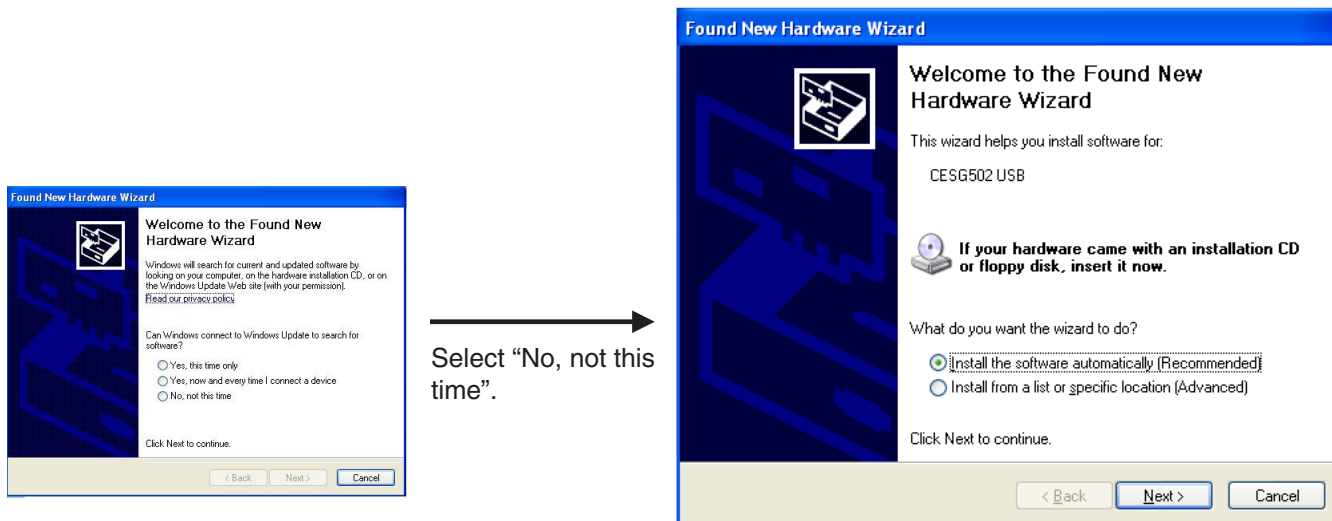 Found New Hardware Wizard
Welcome to the Found New
Hardware Wizard
Windows will search for current and updated software by
looking on your computer, on the hardware installation CD, or on
the Windows Update Web site (with your permission).
Read our privacy policy
Can Windows connect to Windows Update to search for
software?
Yes, this time only
Yes, now and every time I connect a device
No, not this time
Click Next to continue.
< Back
Next >
Cancel
Select “No, not this
time”.
Found New Hardware Wizard
Welcome to the Found New
Hardware Wizard
This wizard helps you install software for:
CESG502 USB
If your hardware came with an installation CD
or floppy disk, insert it now.
What do you want the wizard to do?
Install the software automatically (Recommended)
Install from a list or specific location (Advanced)
Click Next to continue.
< Back
Next >
Cancel